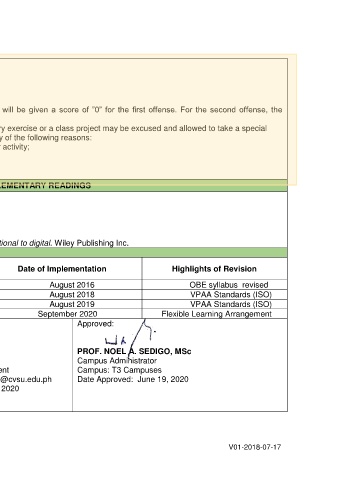 will be given a score of "0" for the first offense. For the second offense, the
ry exercise or a class project may be excused and allowed to take a special
y of the following reasons:
r activity;
LEMENTARY READINGS
tional to digital. Wiley Publishing Inc.
Date of Implementation Highlights of Revision
August 2016 OBE syllabus revised
August 2018 VPAA Standards (ISO)
August 2019 VPAA Standards (ISO)
September 2020 Flexible Learning Arrangement
Approved:
PROF. NOEL A. SEDIGO, MSc
Campus Administrator
ent Campus: T3 Campuses
@cvsu.edu.ph Date Approved: June 19, 2020
2020
V01-2018-07-17